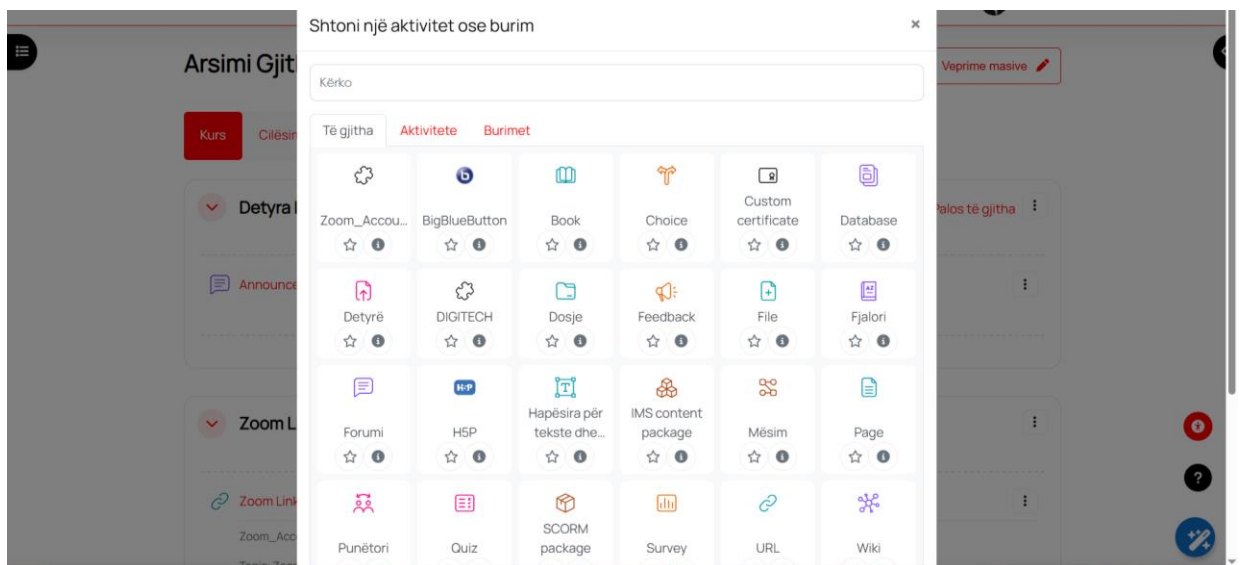 Shtoni një aktivitet ose burim
×
Arsimi Gjit
Veprime masive
Kërko
Kurs
Cilësin
Të gjitha
Aktivitete
Burimet
Zoom_Accou...
BigBlueButton
Book
Choice
Custom
certificate
Database
Detyra
Palos të gjitha
Announce
Detyrë
DIGITECH
Dosje
Feedback
File
Fjalori
Forumi
H5P
Hapësira për
tekste dhe...
IMS content
package
Mësim
Page
Zoom L
Zoom Link
Zoom_Acc
Punëtori
Quiz
SCORM
package
Survey
URL
Wiki